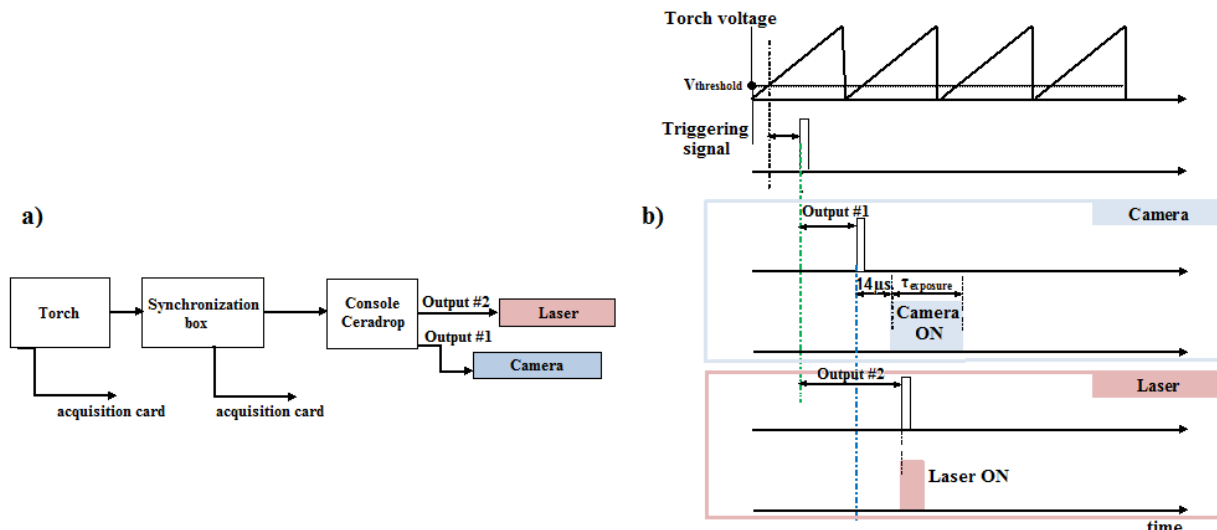 a)
Torch
Synchronization
box
Console
Ceradrop
Output #2
Laser
Output #1
Camera
acquisition card
acquisition card
b)
Torch voltage
Vthreshold
Triggering
signal
Camera
Output #1
14µs
τexposure
Camera
ON
Laser
Output #2
Laser ON
time